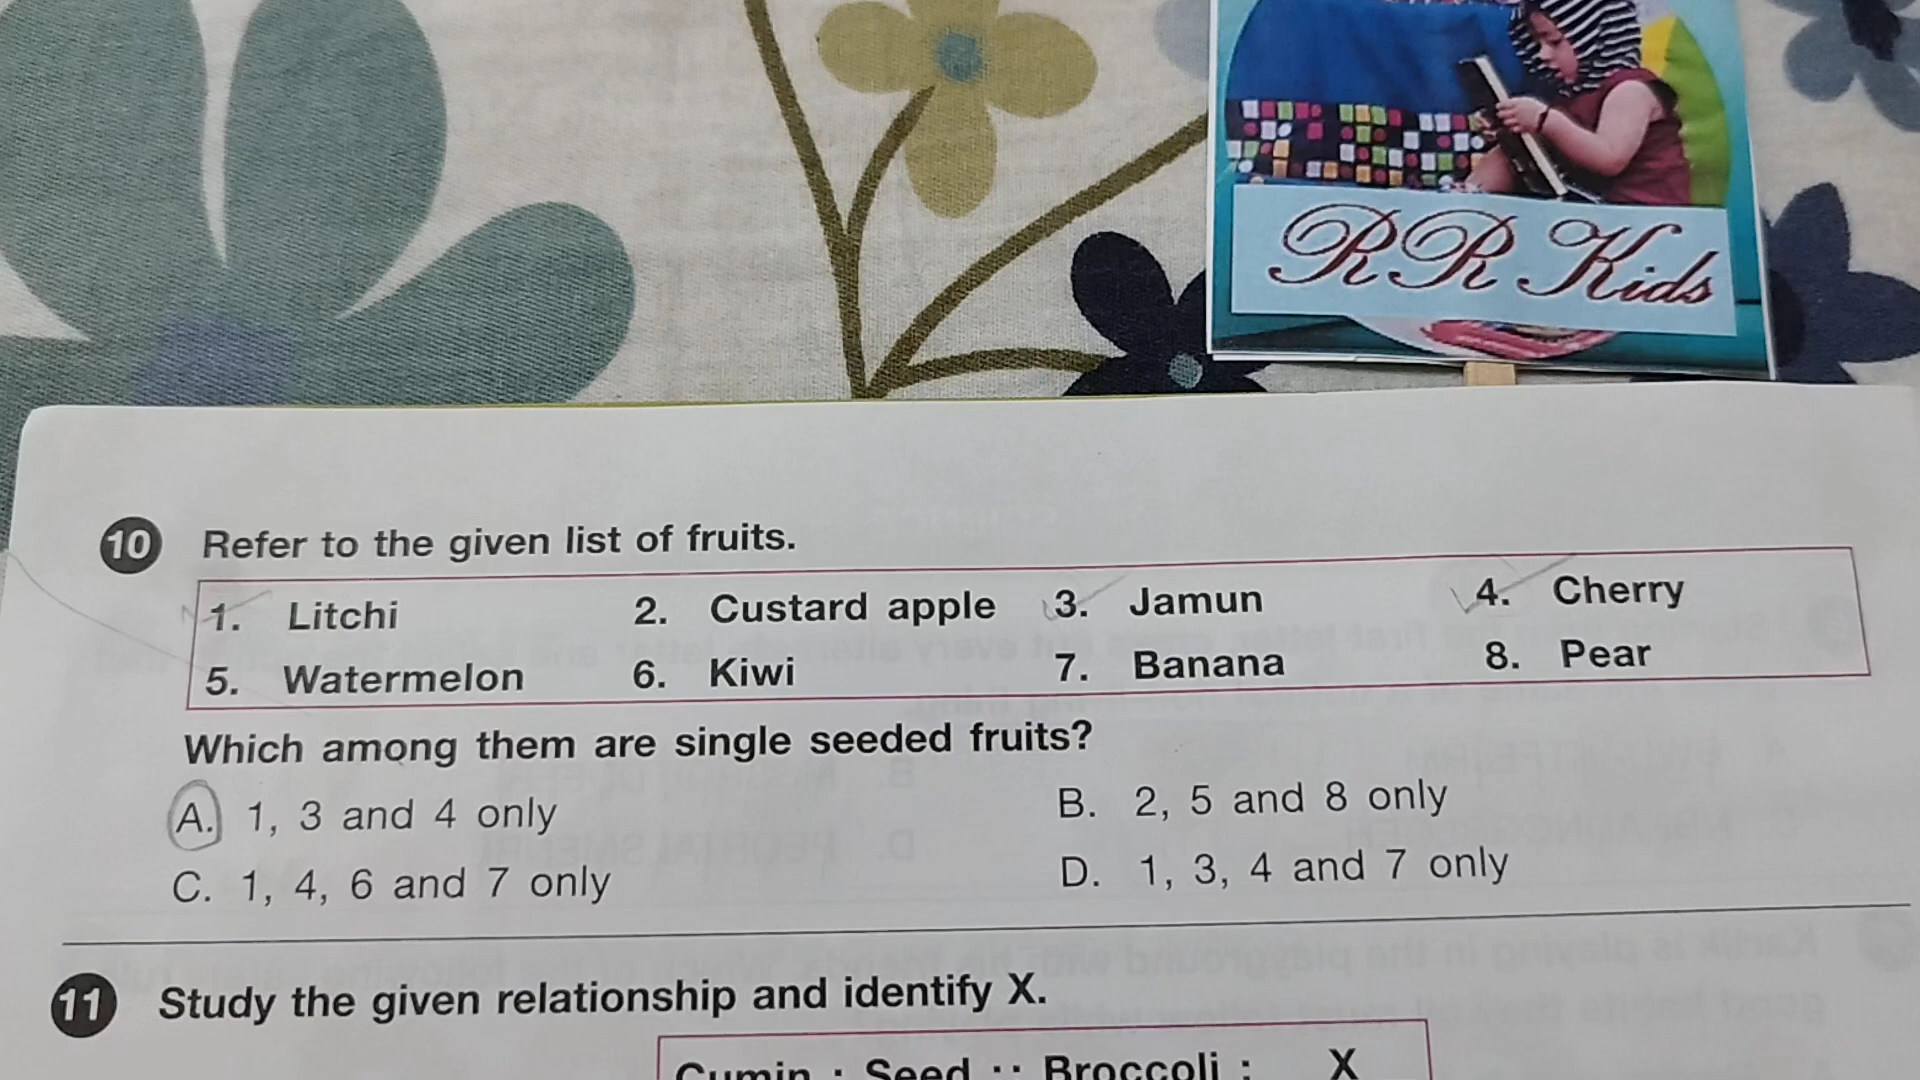 RR Kids
10 Refer to the given list of fruits.
1. Litchi 2. Custard apple 3. Jamun 4. Cherry
5. Watermelon 6. Kiwi 7. Banana 8. Pear
Which among them are single seeded fruits?
A. 1, 3 and 4 only B. 2, 5 and 8 only
C. 1, 4, 6 and 7 only D. 1, 3, 4 and 7 only
11 Study the given relationship and identify X.
Cumin : Seed :: Broccoli : X